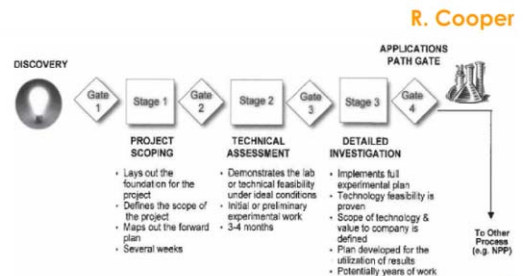 R. Cooper
APPLICATIONS
PATH GATE
DISCOVERY
Gate
1
Stage 1
Gate
2
Stage 2
Gate
3
Stage 3
Gate
4
PROJECT
SCOPING
• Lays out the
foundation for the
project
• Defines the scope of
the project
• Maps out the forward
plan
• Several weeks
TECHNICAL
ASSESSMENT
• Demonstrates the lab
or technical feasibility
under ideal conditions
• Initial or preliminary
experimental work
• 3-4 months
DETAILED
INVESTIGATION
• Implements full
experimental plan
• Technology feasibility is
proven
• Scope of technology &
value to company is
defined
• Plan developed for the
utilization of results
• Potentially years of work
To Other
Process
(e.g. NPP)